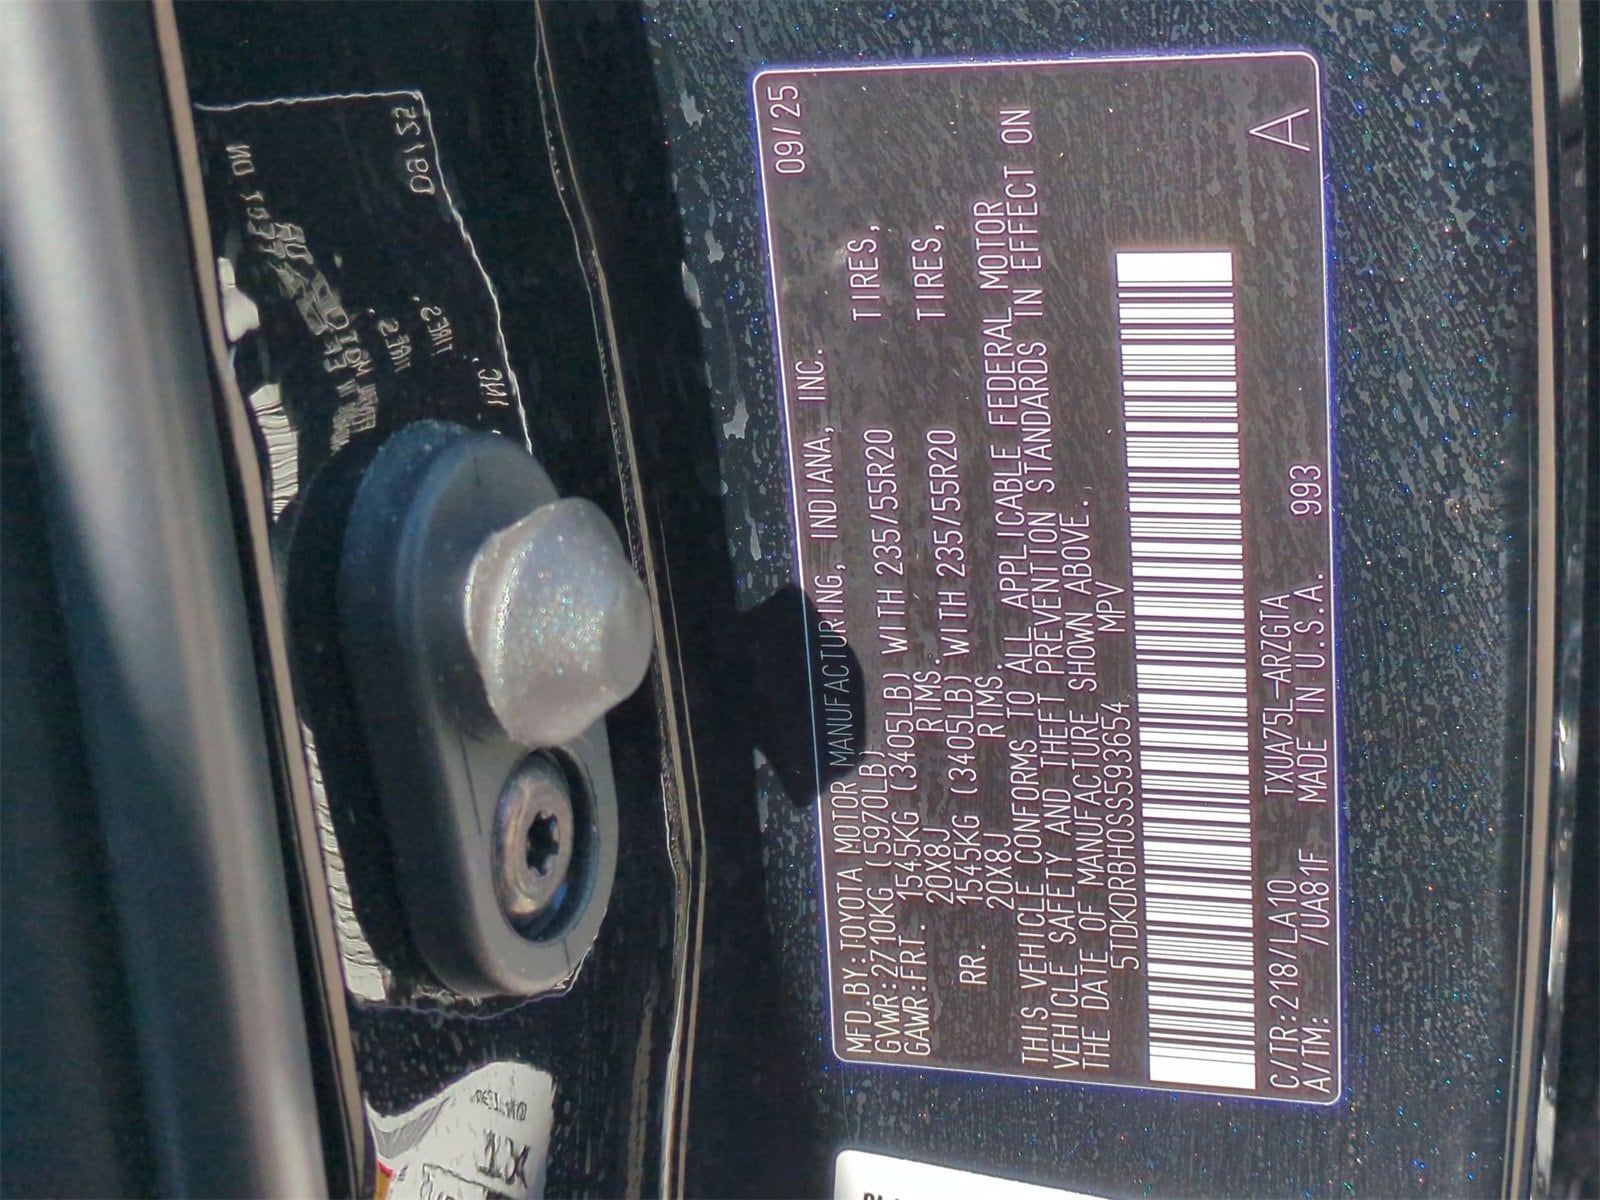 09/25
MFD.BY:TOYOTA MOTOR MANUFACTURING, INDIANA, INC.
GVWR:2710KG (5970LB)
GAWR:FRT. 1545KG (3405LB) WITH 235/55R20 TIRES,
20X8J RIMS.
RR. 1545KG (3405LB) WITH 235/55R20 TIRES,
20X8J RIMS.
THIS VEHICLE CONFORMS TO ALL APPLICABLE FEDERAL MOTOR
VEHICLE SAFETY AND THEFT PREVENTION STANDARDS IN EFFECT ON
THE DATE OF MANUFACTURE SHOWN ABOVE.
5TDKDRBH0SS593654 MPV
C/TR:218/LA10 TXUA75L-ARZGTA
A/TM: /UA81F MADE IN U.S.A. 993 A